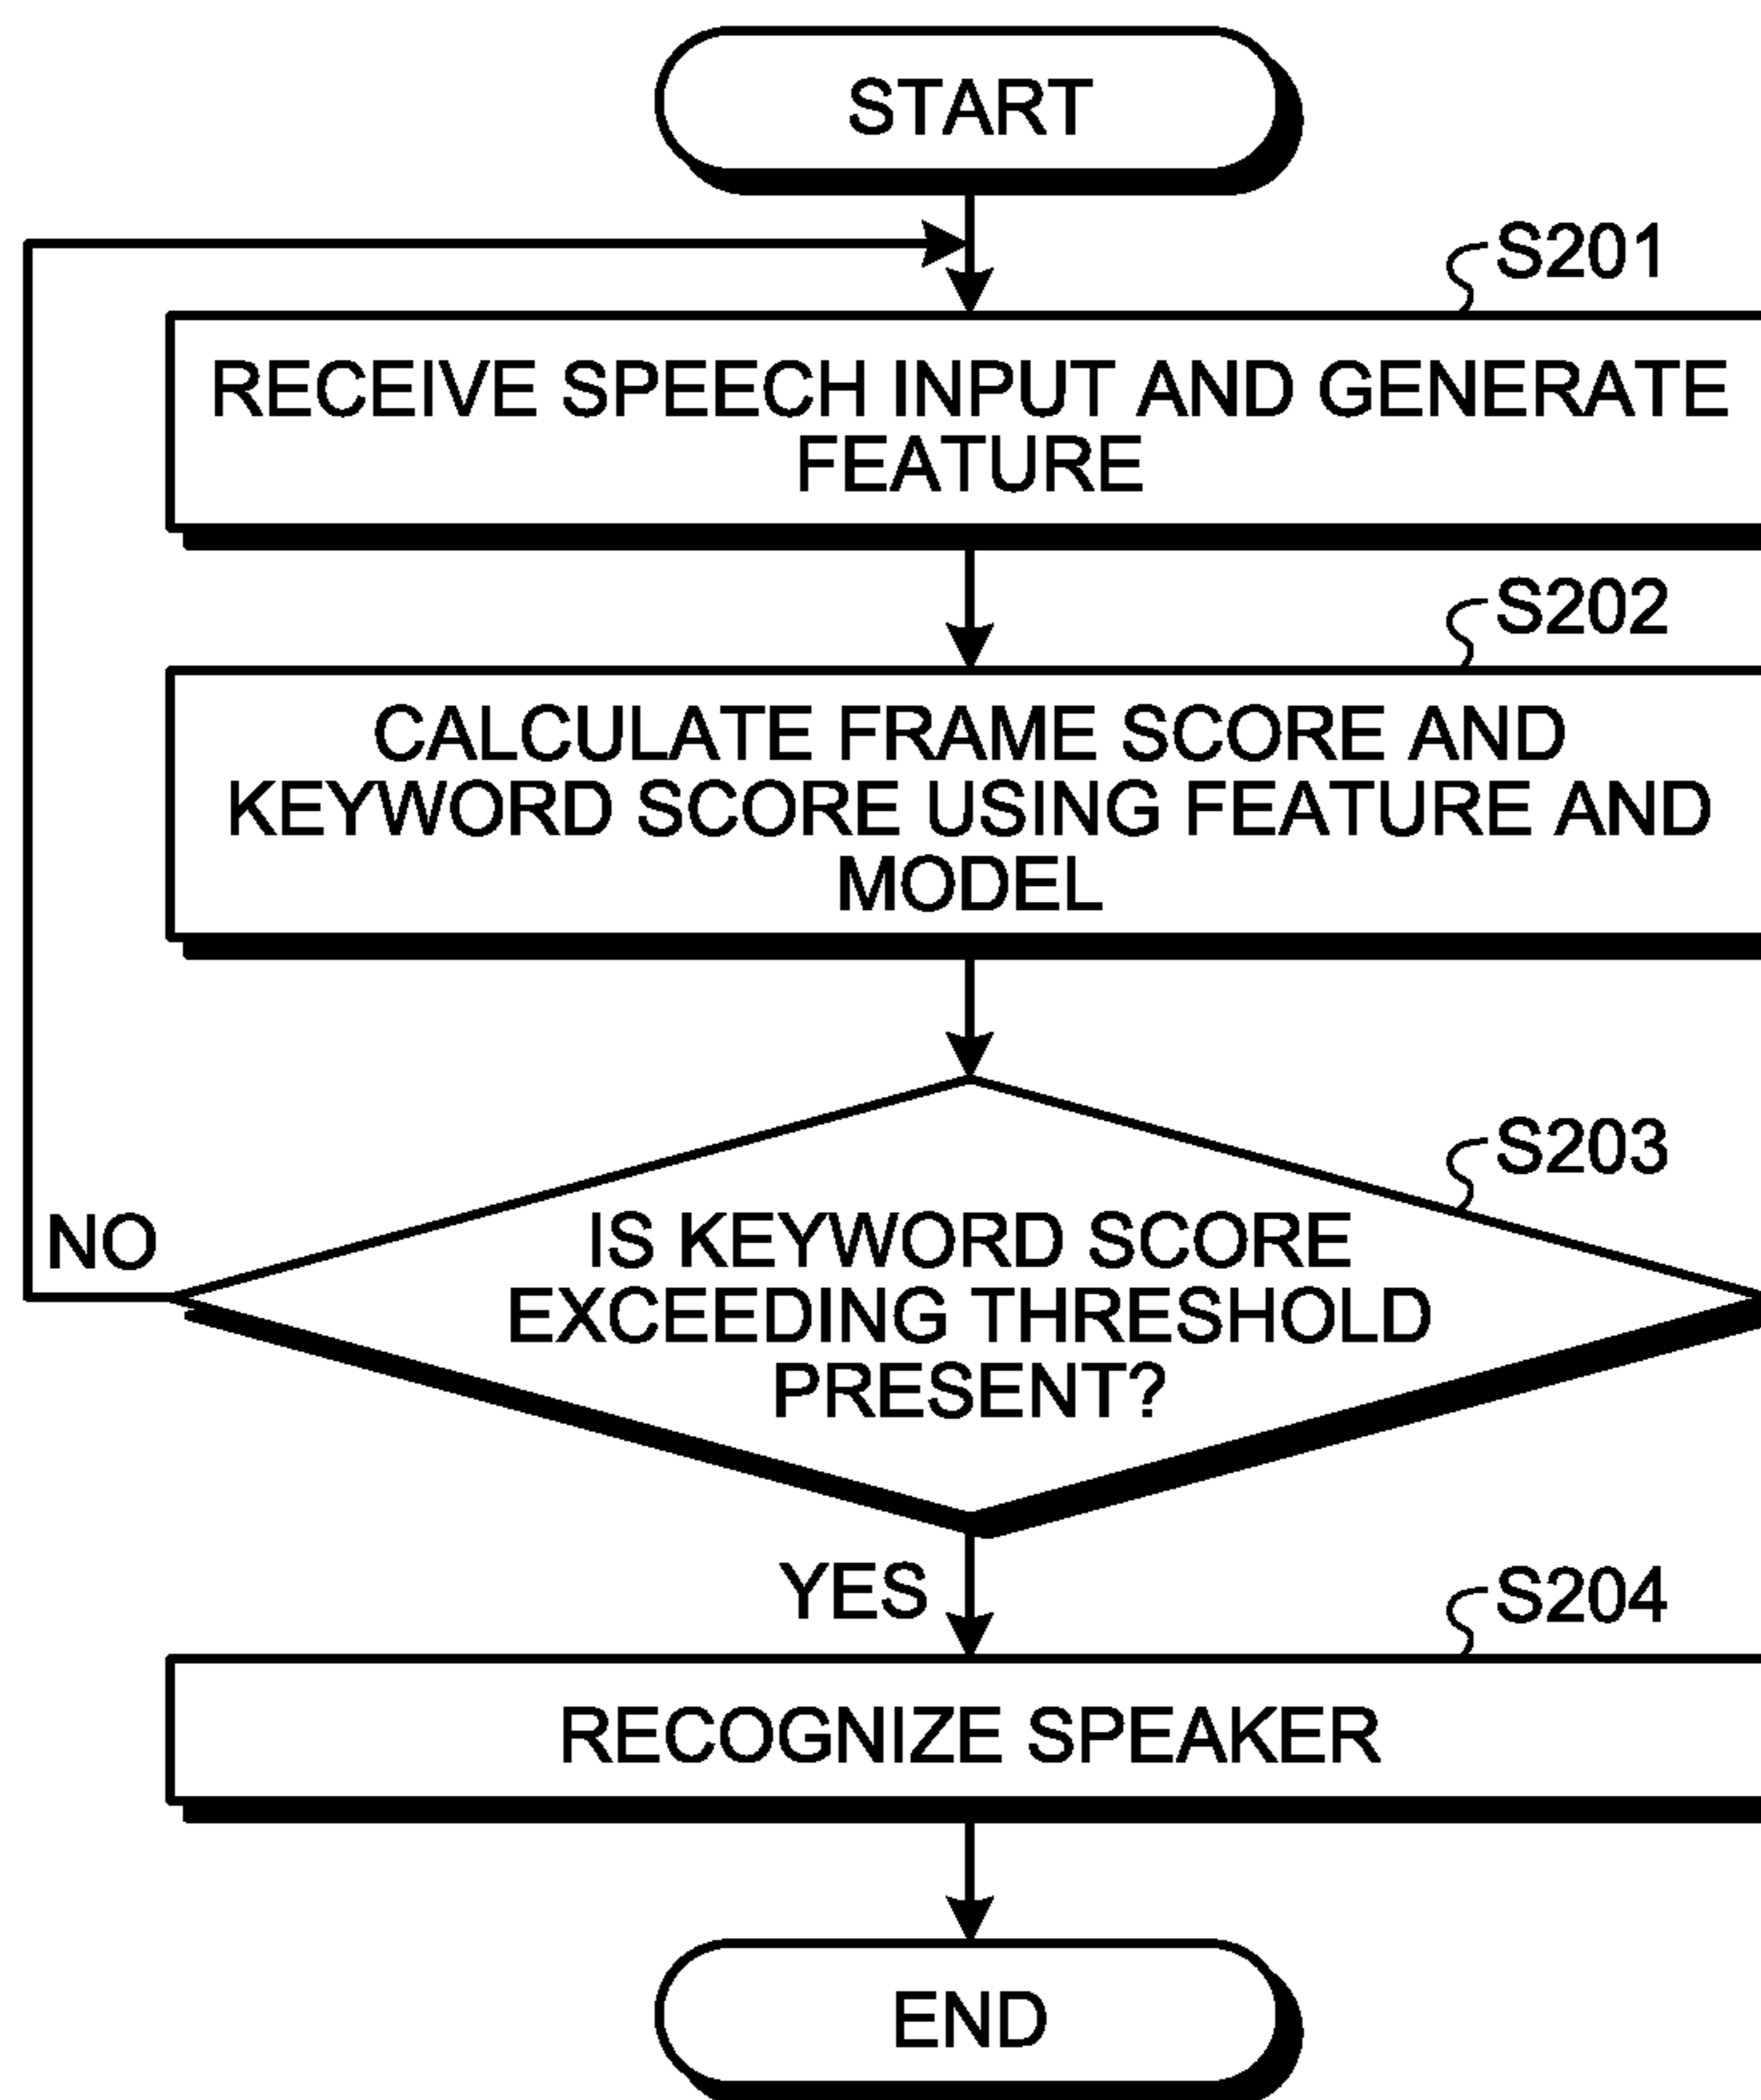 START
S201
RECEIVE SPEECH INPUT AND GENERATE
FEATURE
S202
CALCULATE FRAME SCORE AND
KEYWORD SCORE USING FEATURE AND
MODEL
S203
NO
IS KEYWORD SCORE
EXCEEDING THRESHOLD
PRESENT?
YES
S204
RECOGNIZE SPEAKER
END